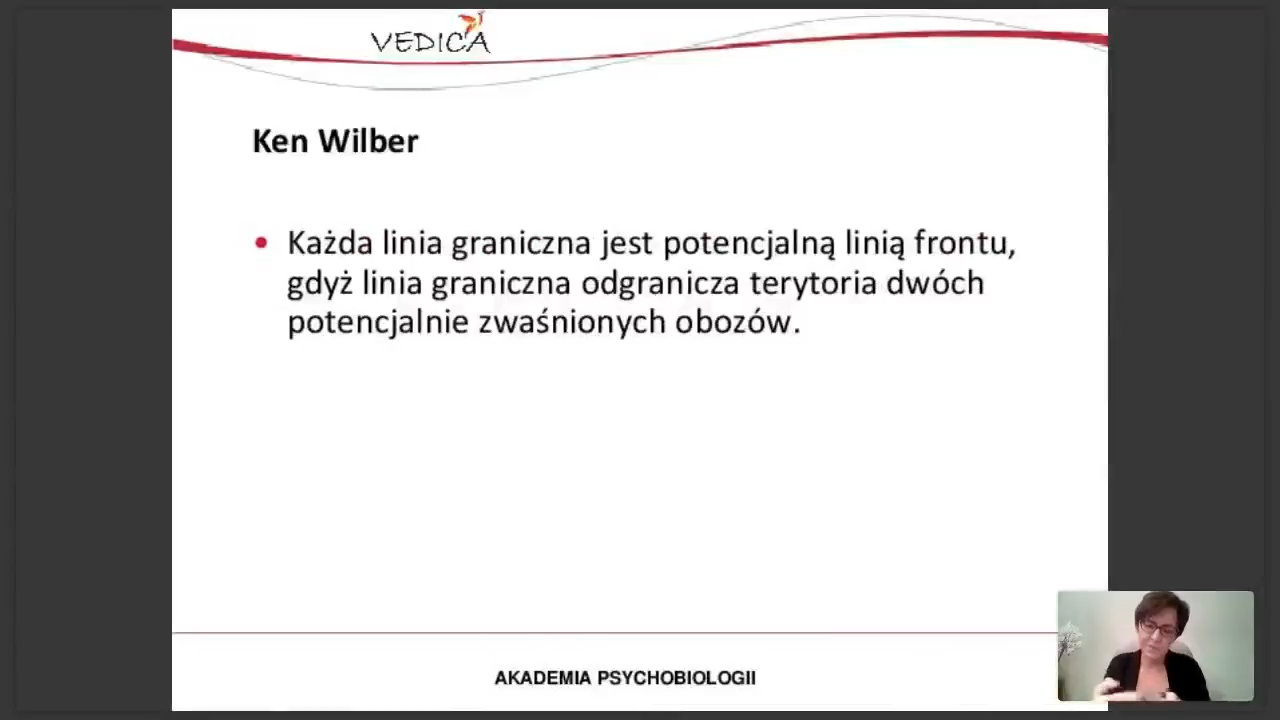 VEDICA
Ken Wilber
• Każda linia graniczna jest potencjalną linią frontu,
gdyż linia graniczna odgranicza terytoria dwóch
potencjalnie zwaśnionych obozów.
AKADEMIA PSYCHOBIOLOGII